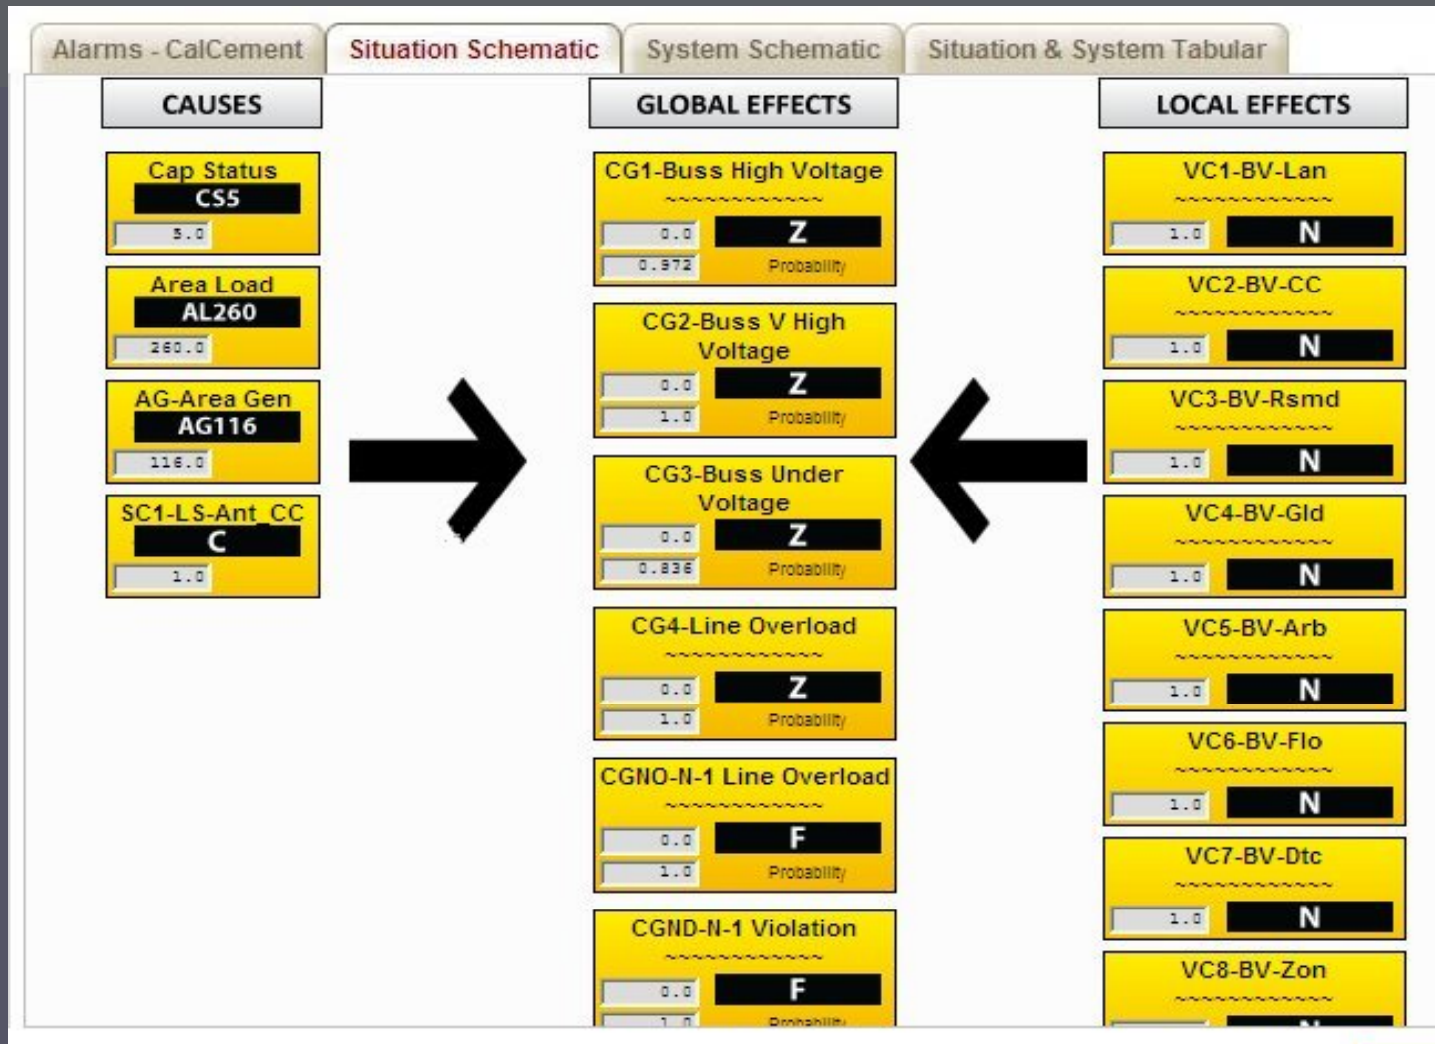 Alarms - CalCement
Situation Schematic
System Schematic
Situation & System Tabular
CAUSES
Cap Status
CS5
5.0
Area Load
AL260
260.0
AG-Area Gen
AG116
116.0
SC1-LS-Ant_CC
C
1.0
GLOBAL EFFECTS
CG1-Buss High Voltage
~~~~~~~~~~~~
0.0
Z
0.972
Probability
CG2-Buss V High
Voltage
0.0
Z
1.0
Probability
CG3-Buss Under
Voltage
0.0
Z
0.836
Probability
CG4-Line Overload
~~~~~~~~~~~~
0.0
Z
1.0
Probability
CGNO-N-1 Line Overload
~~~~~~~~~~~~
0.0
F
1.0
Probability
CGND-N-1 Violation
~~~~~~~~~~~~
0.0
F
1.0
Probability
LOCAL EFFECTS
VC1-BV-Lan
~~~~~~~~~~~~
1.0
N
VC2-BV-CC
~~~~~~~~~~~~
1.0
N
VC3-BV-Rsmd
~~~~~~~~~~~~
1.0
N
VC4-BV-Gld
~~~~~~~~~~~~
1.0
N
VC5-BV-Arb
~~~~~~~~~~~~
1.0
N
VC6-BV-Flo
~~~~~~~~~~~~
1.0
N
VC7-BV-Dtc
~~~~~~~~~~~~
1.0
N
VC8-BV-Zon
~~~~~~~~~~~~
N